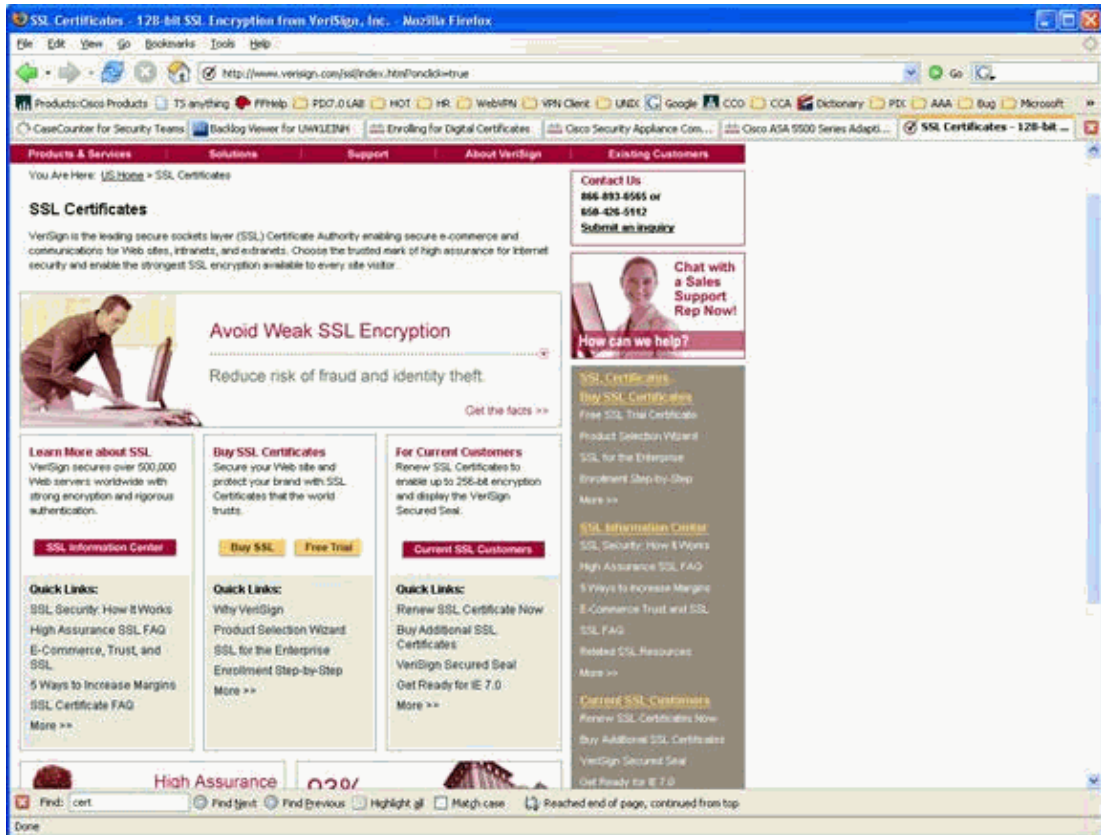 SSL Certificates - 128-bit SSL Encryption from VeriSign, Inc. - Mozilla Firefox
File Edit View Go Bookmarks Tools Help
http://www.verisign.com/ssl/index.html?onclick=true
Go
Products:Cisco Products TS anything FFHelp PIX7.0 LAB HOT HR WebVPN VPN Client UNIX Google CCO CCA Dictionary PIX AAA Bug Microsoft
CaseCounter for Security Teams Backlog Viewer for Enrolling for Digital Certificates Cisco Security Appliance Com... Cisco ASA 5500 Series Adapti... SSL Certificates - 128-bit ...
Products & Services Solutions Support About VeriSign Existing Customers
You Are Here: US Home > SSL Certificates
SSL Certificates
VeriSign is the leading secure sockets layer (SSL) Certificate Authority enabling secure e-commerce and
communications for Web sites, intranets, and extranets. Choose the trusted mark of high assurance for Internet
security and enable the strongest SSL encryption available to every site
visitor.
Contact Us
866-893-6565 or
650-426-5112
Submit an inquiry
Chat with
a Sales
Support
Rep Now!
How can we help?
Avoid Weak SSL Encryption
Reduce risk of fraud and identity theft.
Get the facts >>
Learn More about SSL
VeriSign secures over 500,000
Web servers worldwide with
strong encryption and rigorous
authentication.
SSL Information Center
Quick Links:
SSL Security: How It Works
High Assurance SSL FAQ
E-Commerce, Trust, and
SSL
5 Ways to Increase Margins
SSL Certificate FAQ
More >>
Buy SSL Certificates
Secure your Web site and
protect your brand with SSL
Certificates that the world
trusts.
Buy SSL Free Trial
Quick Links:
Why VeriSign
Product Selection Wizard
SSL for the Enterprise
Enrollment Step-by-Step
More >>
For Current Customers
Renew SSL Certificates to
enable up to 256-bit encryption
and display the VeriSign
Secured Seal.
Current SSL Customers
Quick Links:
Renew SSL Certificate Now
Buy Additional SSL
Certificates
VeriSign Secured Seal
Get Ready for IE 7.0
More >>
SSL Certificates
Buy SSL Certificates
Free SSL Trial Certificate
Product Selection Wizard
SSL for the Enterprise
Enrollment Step-by-Step
More >>
SSL Information Center
SSL Security: How It Works
High Assurance SSL FAQ
5 Ways to Increase Margins
E-Commerce Trust and SSL
SSL FAQ
Related SSL Resources
More >>
Current SSL Customers
Renew SSL Certificates Now
Buy Additional SSL Certificates
VeriSign Secured Seal
Get Ready for IE 7.0
High Assurance
93%
Find: cert Find Next Find Previous Highlight all Match case Reached end of page, continued from top
Done